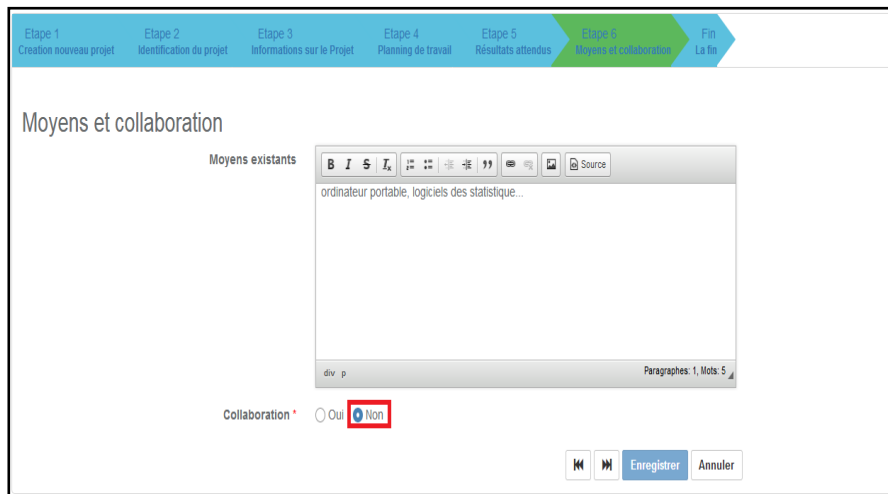 Etape 1 Etape 2 Etape 3 Etape 4 Etape 5 Etape 6 Fin
Creation nouveau projet Identification du projet Informations sur le Projet Planning de travail Résultats attendus Moyens et collaboration La fin
Moyens et collaboration
Moyens existants
B I S Ix Source
ordinateur portable, logiciels des statistique...
div p Paragraphes: 1, Mots: 5
Collaboration * Oui Non
Enregistrer Annuler